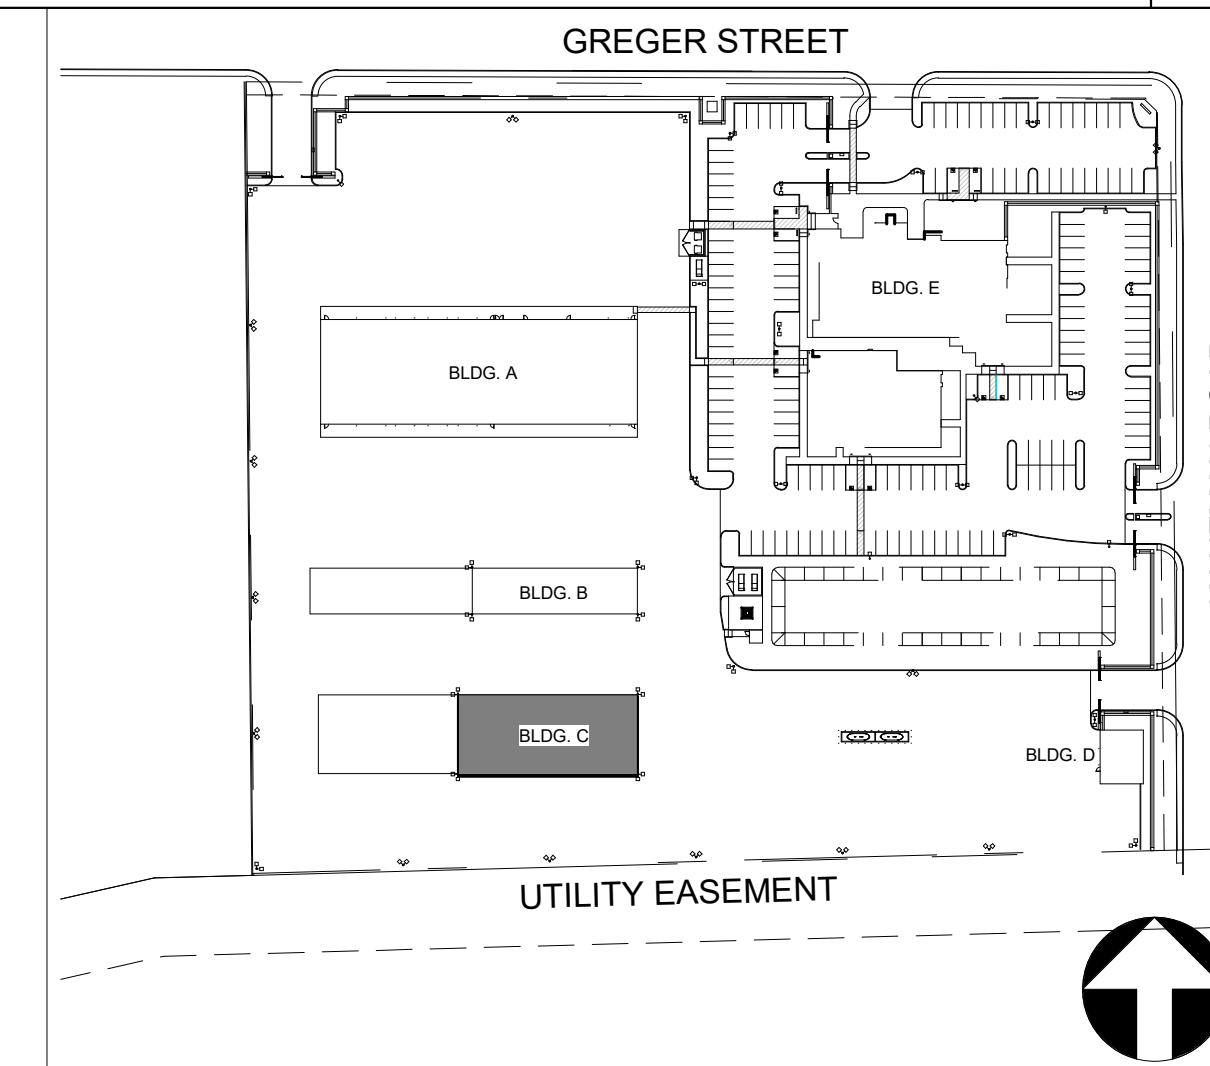 GREGER STREET
BLDG. E
BLDG. A
BLDG. B
BLDG. C
BLDG. D
UTILITY EASEMENT